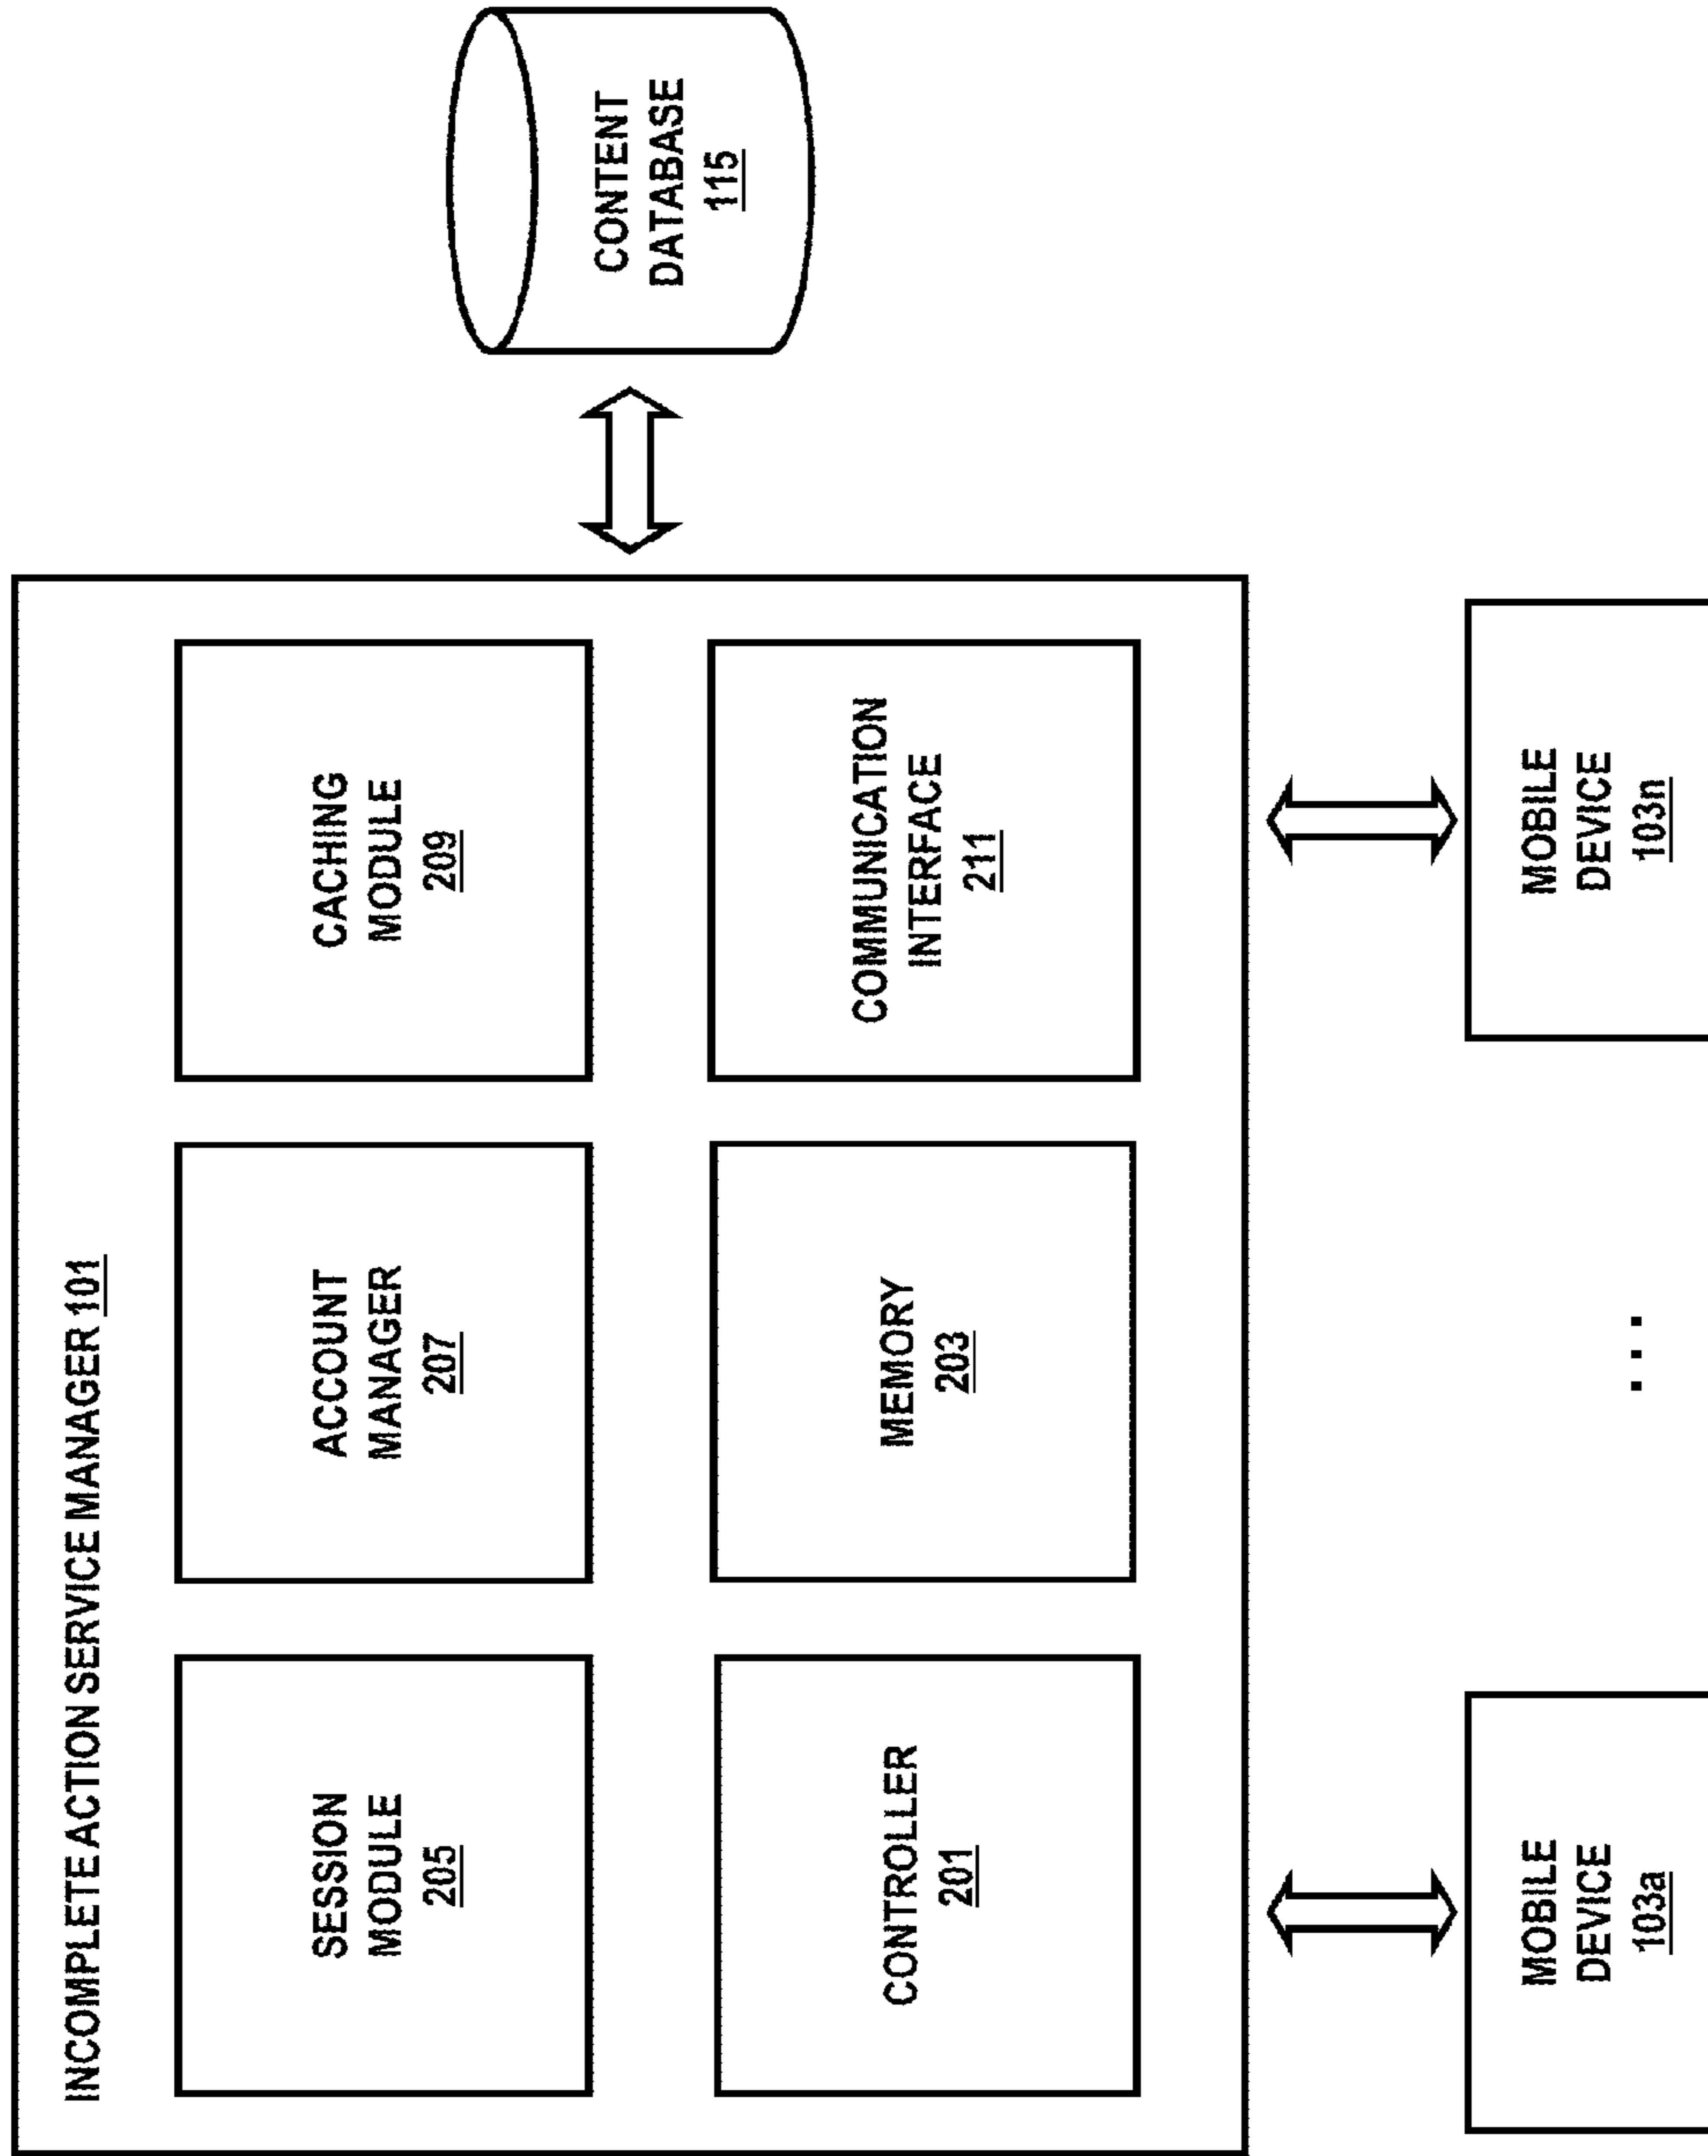 INCOMPLETE ACTION SERVICE MANAGER 101
SESSION
MODULE
205
ACCOUNT
MANAGER
207
CACHING
MODULE
209
CONTROLLER
201
MEMORY
203
COMMUNICATION
INTERFACE
211
CONTENT
DATABASE
115
MOBILE
DEVICE
103a
...
MOBILE
DEVICE
103n